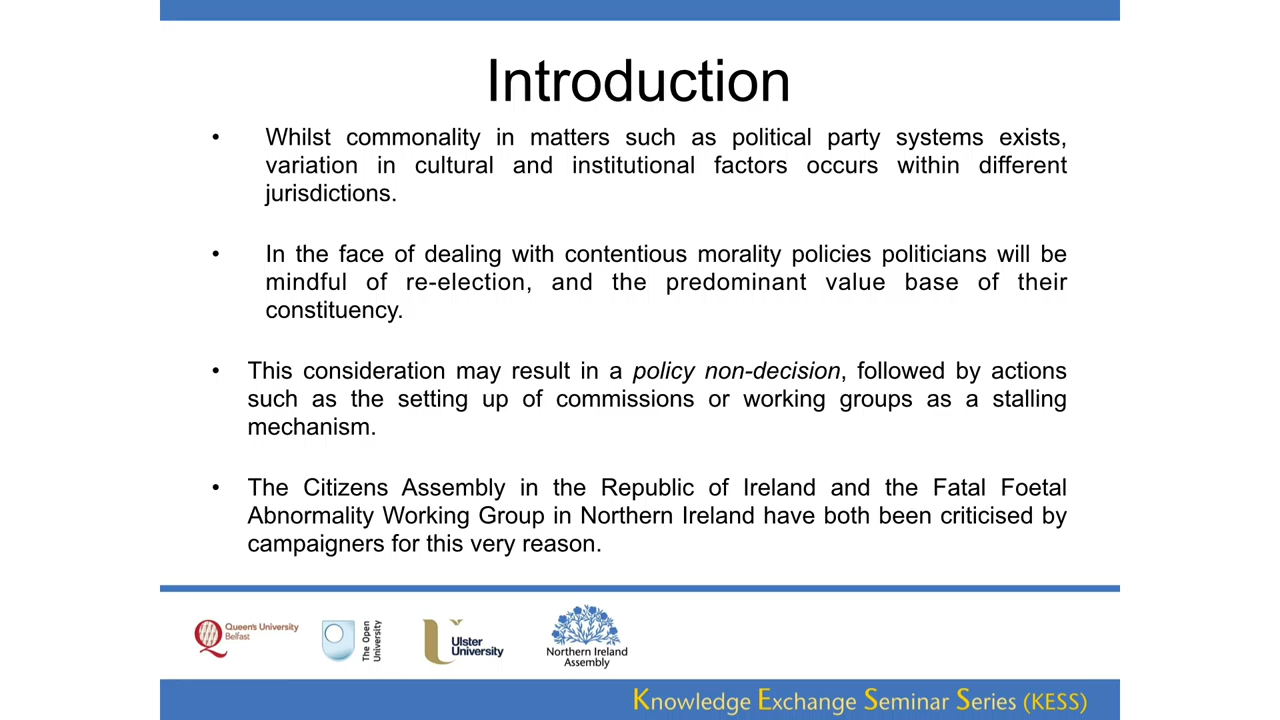 Introduction
• Whilst commonality in matters such as political party systems exists,
variation in cultural and institutional factors occurs within different
jurisdictions.
• In the face of dealing with contentious morality policies politicians will be
mindful of re-election, and the predominant value base of their
constituency.
• This consideration may result in a policy non-decision, followed by actions
such as the setting up of commissions or working groups as a stalling
mechanism.
• The Citizens Assembly in the Republic of Ireland and the Fatal Foetal
Abnormality Working Group in Northern Ireland have both been criticised by
campaigners for this very reason.
Queen's University
Belfast
The Open
University
Ulster
University
Northern Ireland
Assembly
Knowledge Exchange Seminar Series (KESS)